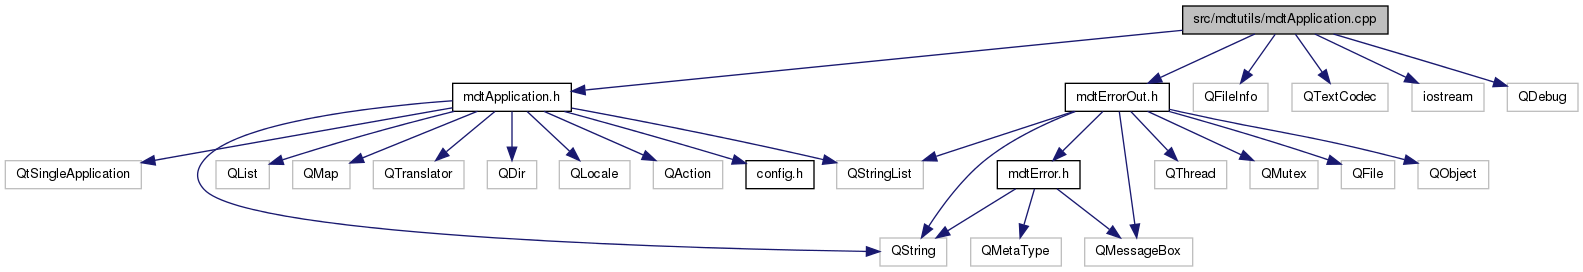 src/mdtutils/mdtApplication.cpp
mdtApplication.h
mdtErrorOut.h
QFileInfo
QTextCodec
iostream
QDebug
QtSingleApplication
QList
QMap
QTranslator
QDir
QLocale
QAction
config.h
QStringList
mdtError.h
QThread
QMutex
QFile
QObject
QString
QMetaType
QMessageBox